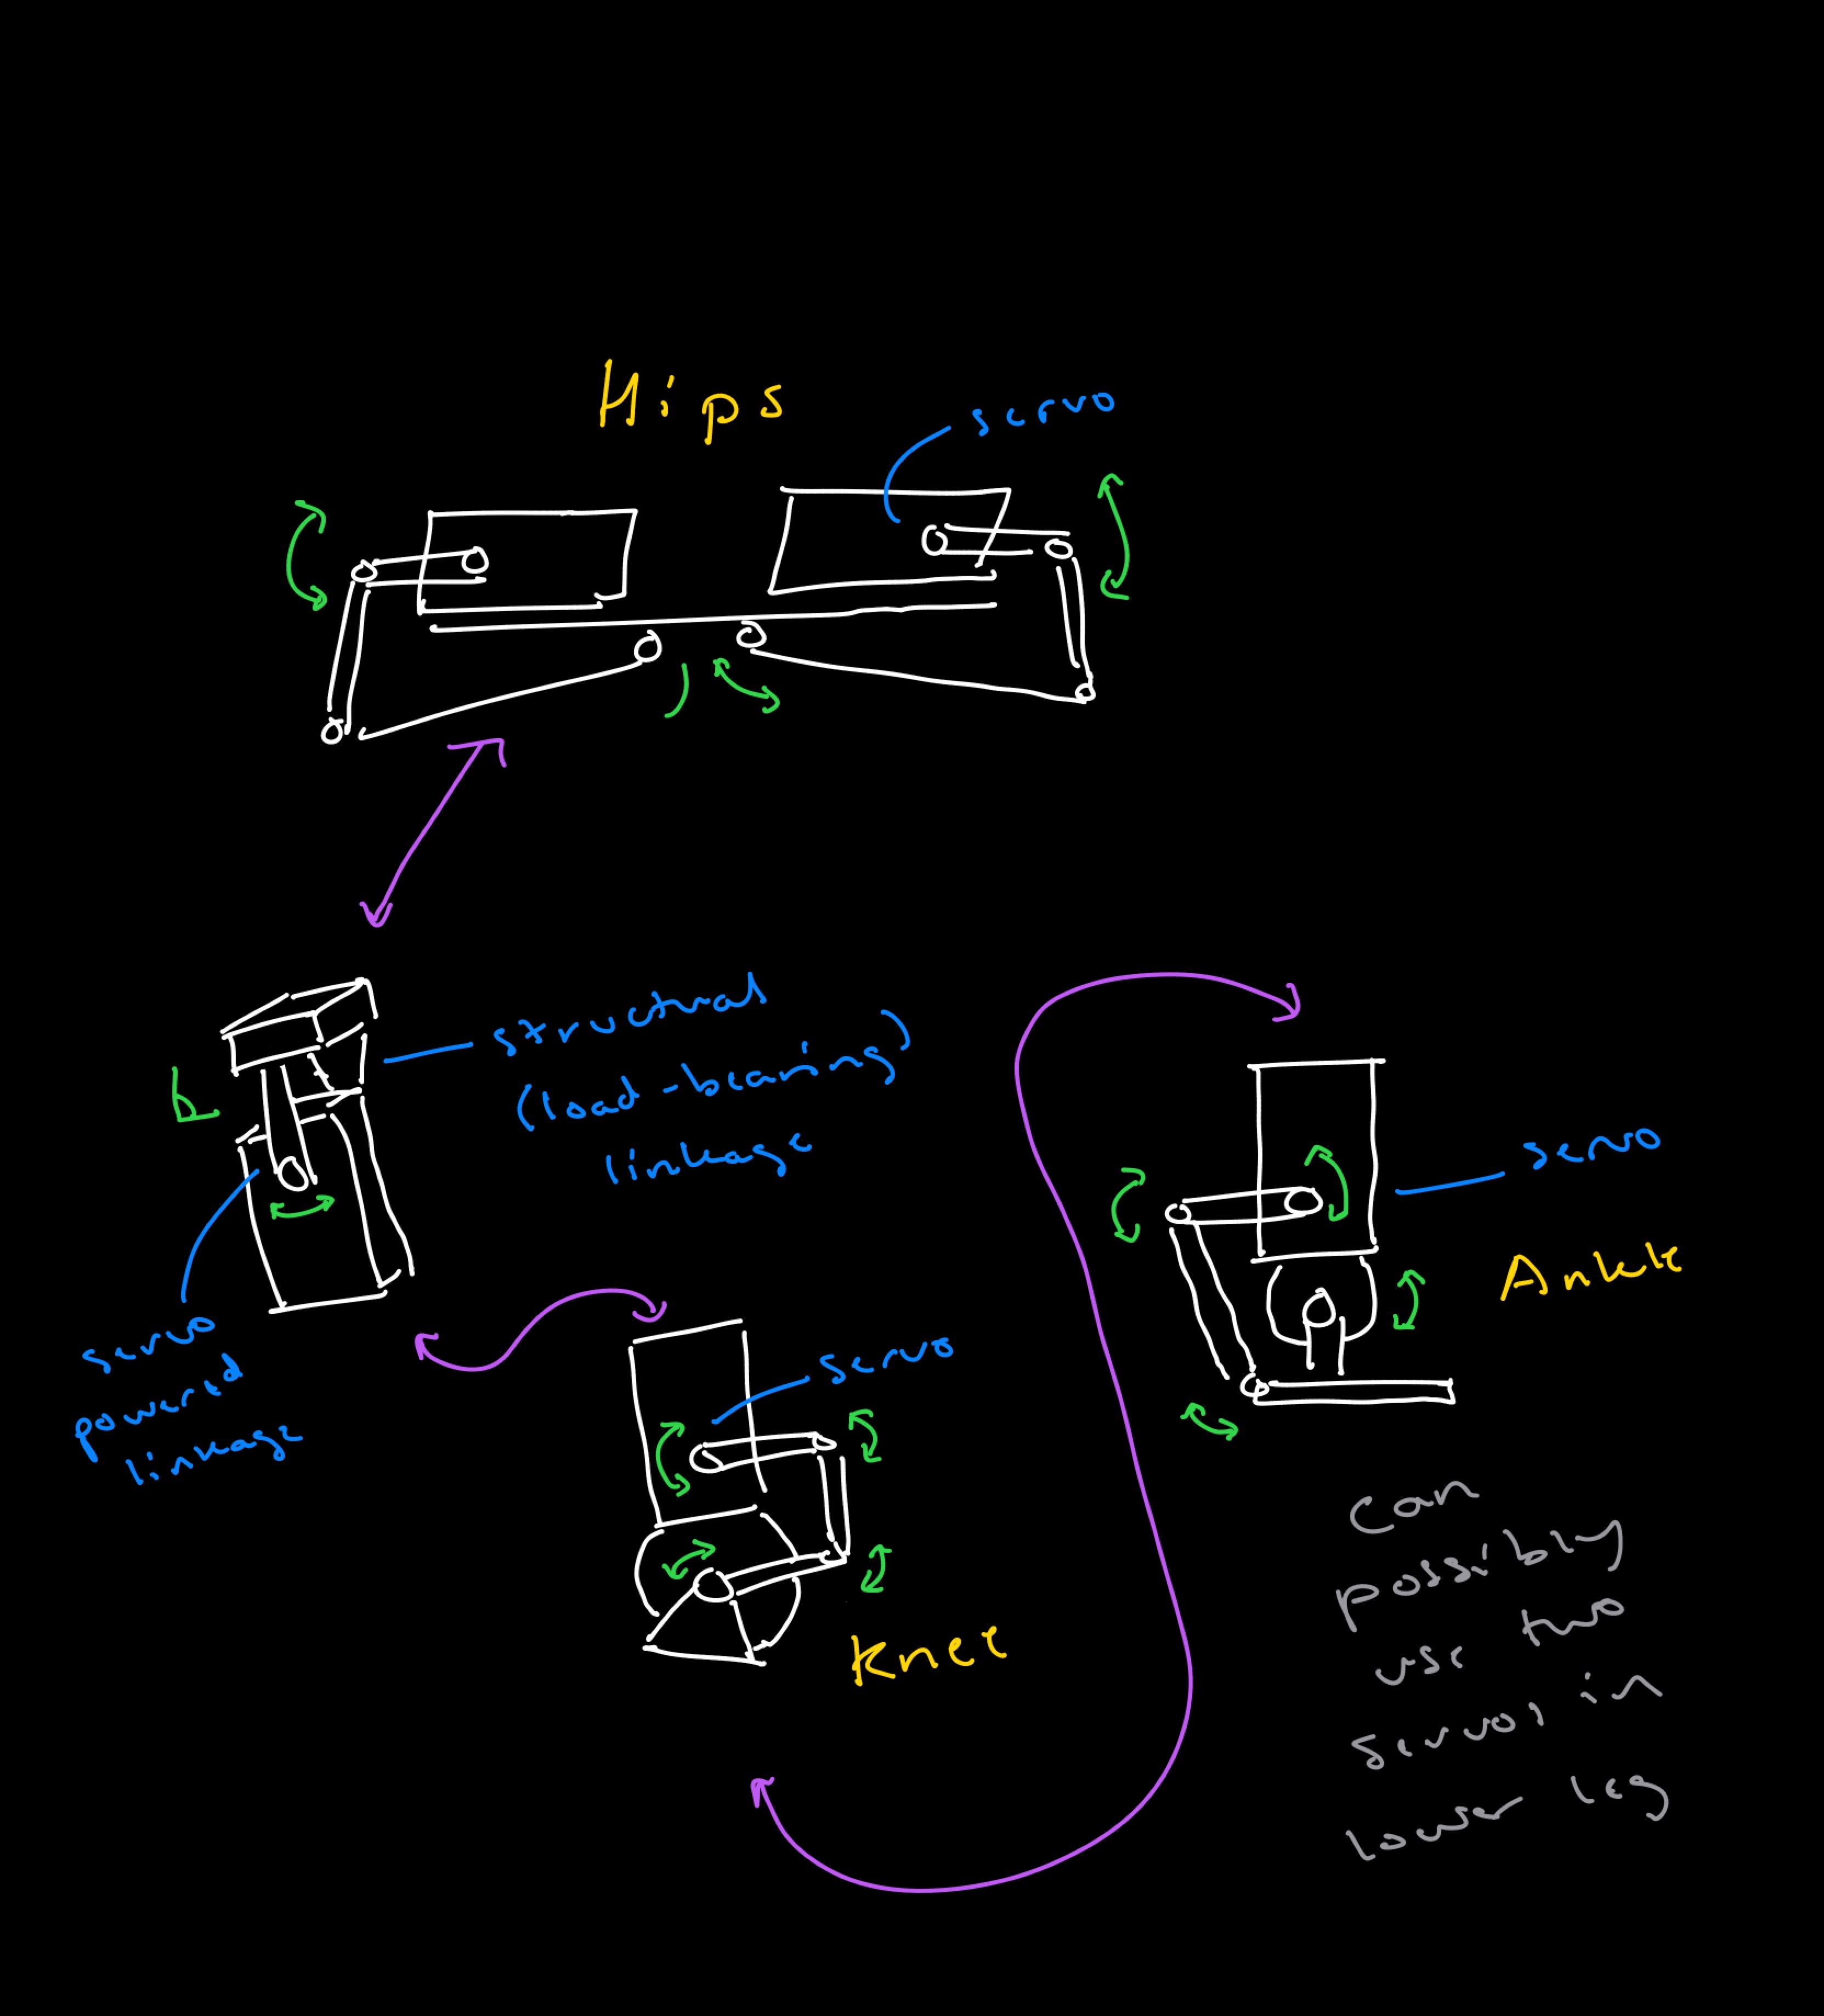 Hips
servo
structural
(load-bearing)
linkage
servo
powered
linkage
servo
Knee
servo
Ankle
Can
possibly
use two
servos in
lower leg